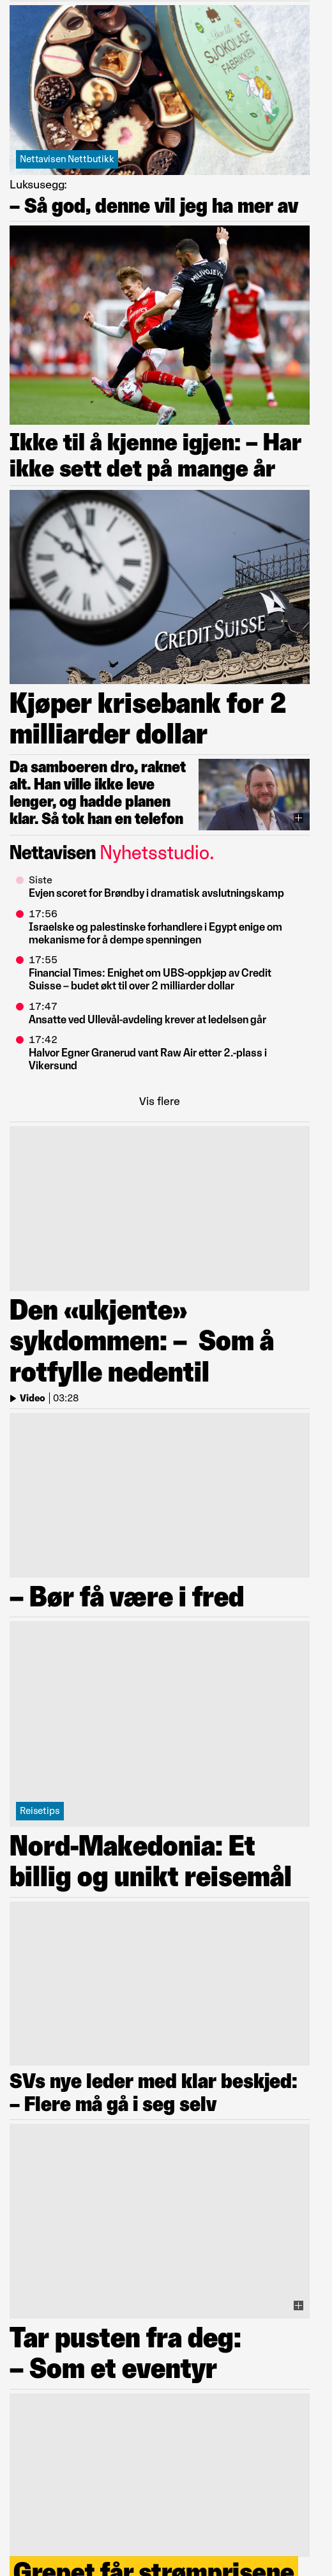 Påske Hilsen
SJOKOLADE
FABRIKKEN
Nettavisen Nettbutikk
Luksusegg:
– Så god, denne vil jeg ha mer av
MILIVOJEVIĆ
4
Ikke til å kjenne igjen: – Har
ikke sett det på mange år
CREDIT SUISSE
Kjøper krisebank for 2
milliarder dollar
Da samboeren dro, raknet
alt. Han ville ikke leve
lenger, og hadde planen
klar. Så tok han en telefon
Nettavisen Nyhetsstudio.
Siste
Evjen scoret for Brøndby i dramatisk avslutningskamp
17:56
Israelske og palestinske forhandlere i Egypt enige om
mekanisme for å dempe spenningen
17:55
Financial Times: Enighet om UBS-oppkjøp av Credit
Suisse – budet økt til over 2 milliarder dollar
17:47
Ansatte ved Ullevål-avdeling krever at ledelsen går
17:42
Halvor Egner Granerud vant Raw Air etter 2.-plass i
Vikersund
Vis flere
Den «ukjente»
sykdommen: – Som å
rotfylle nedentil
Video | 03:28
– Bør få være i fred
Reisetips
Nord-Makedonia: Et
billig og unikt reisemål
SVs nye leder med klar beskjed:
– Flere må gå i seg selv
Tar pusten fra deg:
– Som et eventyr
Grepet får strømprisene